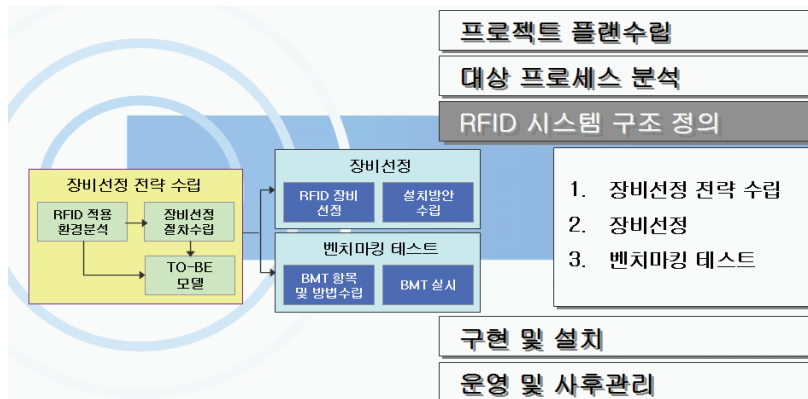 프로젝트 플랜수립
대상 프로세스 분석
RFID 시스템 구조 정의
장비선정 전략 수립
RFID 적용
환경분석
장비선정
절차수립
TO-BE
모델
장비선정
RFID 장비
선정
설치방안
수립
벤치마킹 테스트
BMT 항목
및 방법수립
BMT 실시
1. 장비선정 전략 수립
2. 장비선정
3. 벤치마킹 테스트
구현 및 설치
운영 및 사후관리